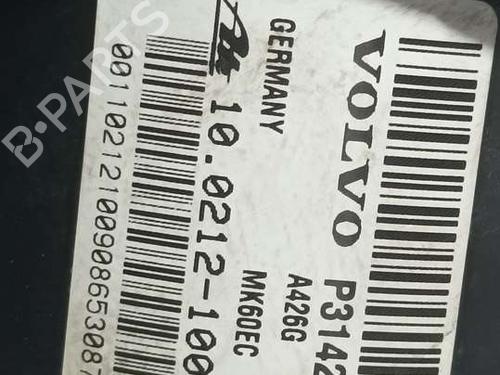 VOLVO
P3142
A426G
GERMANY
MK60EC
10.0212-100
00110212100908653087
B-PARTS